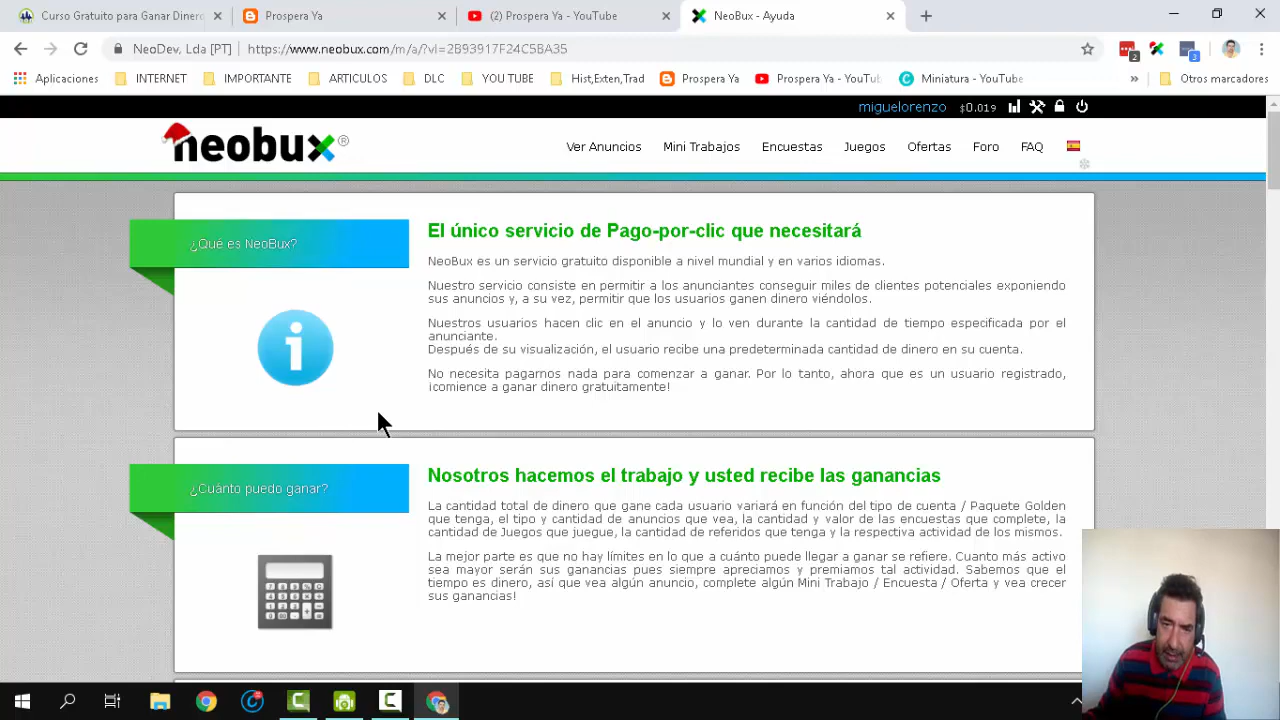 Curso Gratuito para Ganar Dinero
Prospera Ya
(2) Prospera Ya - YouTube
NeoBux - Ayuda
NeoDev, Lda [PT]
https://www.neobux.com/m/a/?vl=2B93917F24C5BA35
2
3
Aplicaciones
INTERNET
IMPORTANTE
ARTICULOS
DLC
YOU TUBE
Hist,Exten,Trad
Prospera Ya
Prospera Ya - YouTub
Miniatura - YouTube
»
Otros marcadores
miguelorenzo
$0.019
neobux®
Ver Anuncios
Mini Trabajos
Encuestas
Juegos
Ofertas
Foro
FAQ
¿Qué es NeoBux?
El único servicio de Pago-por-clic que necesitará
NeoBux es un servicio gratuito disponible a nivel mundial y en varios idiomas.
Nuestro servicio consiste en permitir a los anunciantes conseguir miles de clientes potenciales exponiendo
sus anuncios y, a su vez, permitir que los usuarios ganen dinero viéndolos.
Nuestros usuarios hacen clic en el anuncio y lo ven durante la cantidad de tiempo especificada por el
anunciante.
Después de su visualización, el usuario recibe una predeterminada cantidad de dinero en su cuenta.
No necesita pagarnos nada para comenzar a ganar. Por lo tanto, ahora que es un usuario registrado,
¡comience a ganar dinero gratuitamente!
¿Cuánto puedo ganar?
Nosotros hacemos el trabajo y usted recibe las ganancias
La cantidad total de dinero que gane cada usuario variará en función del tipo de cuenta / Paquete Golden
que tenga, el tipo y cantidad de anuncios que vea, la cantidad y valor de las encuestas que complete, la
cantidad de Juegos que juegue, la cantidad de referidos que tenga y la respectiva actividad de los mismos.
La mejor parte es que no hay límites en lo que a cuánto puede llegar a ganar se refiere. Cuanto más activo
sea mayor serán sus ganancias pues siempre apreciamos y premiamos tal actividad. Sabemos que el
tiempo es dinero, así que vea algún anuncio, complete algún Mini Trabajo / Encuesta / Oferta y vea crecer
sus ganancias!